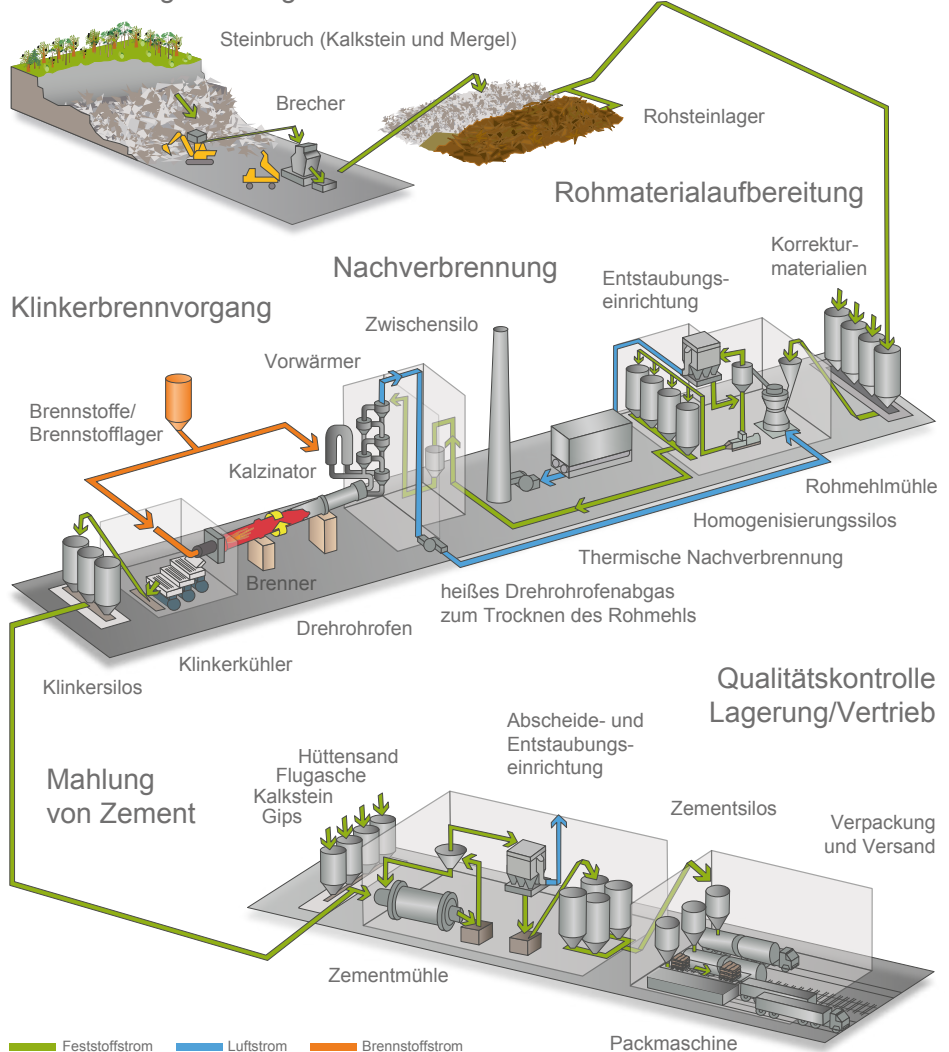 Steinbruch (Kalkstein und Mergel)
Brecher
Rohsteinlager
Rohmaterialaufbereitung
Korrektur-
materialien
Nachverbrennung
Entstaubungs-
einrichtung
Klinkerbrennvorgang
Zwischensilo
Vorwärmer
Brennstoffe/
Brennstofflager
Kalzinator
Rohmehlmühle
Homogenisierungssilos
Thermische Nachverbrennung
Brenner
heißes Drehrohrofenabgas
zum Trocknen des Rohmehls
Drehrohrofen
Klinkerkühler
Klinkersilos
Qualitätskontrolle
Lagerung/Vertrieb
Abscheide- und
Entstaubungs-
einrichtung
Mahlung
von Zement
Hüttensand
Flugasche
Kalkstein
Gips
Zementsilos
Verpackung
und Versand
Zementmühle
Packmaschine
Feststoffstrom
Luftstrom
Brennstoffstrom